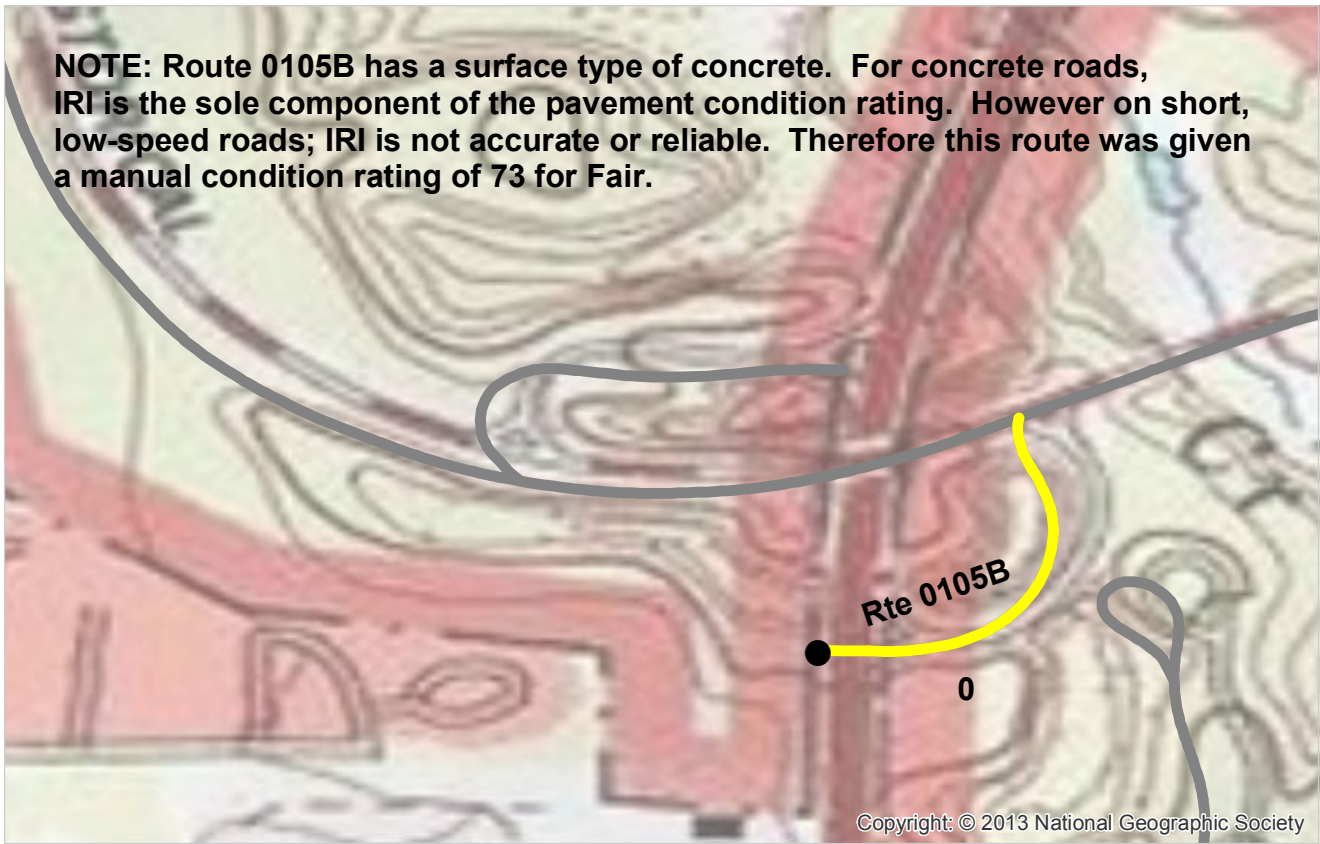 NOTE: Route 0105B has a surface type of concrete.  For concrete roads,
IRI is the sole component of the pavement condition rating.  However on short,
low-speed roads; IRI is not accurate or reliable.  Therefore this route was given
a manual condition rating of 73 for Fair.
Rte 0105B
0
Copyright: © 2013 National Geographic Society